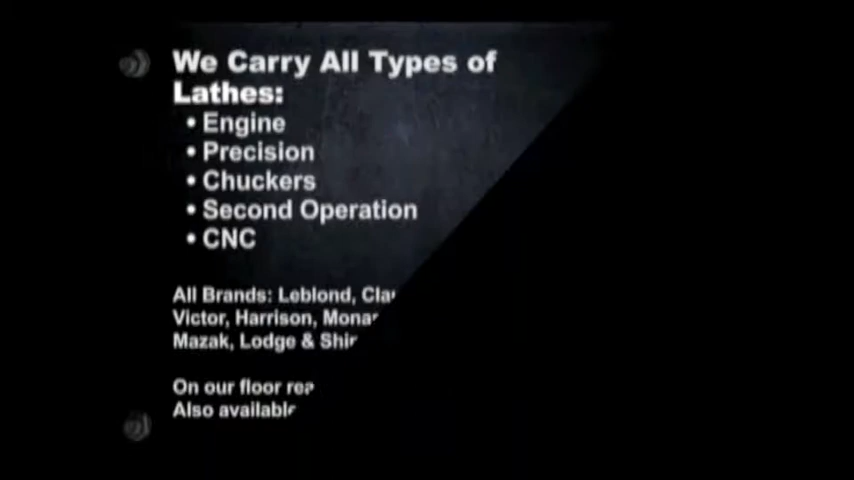 We Carry All Types of
Lathes:
• Engine
• Precision
• Chuckers
• Second Operation
• CNC
All Brands: Leblond,
Victor, Harrison,
Mazak, Lodge &
On our floor
Also available